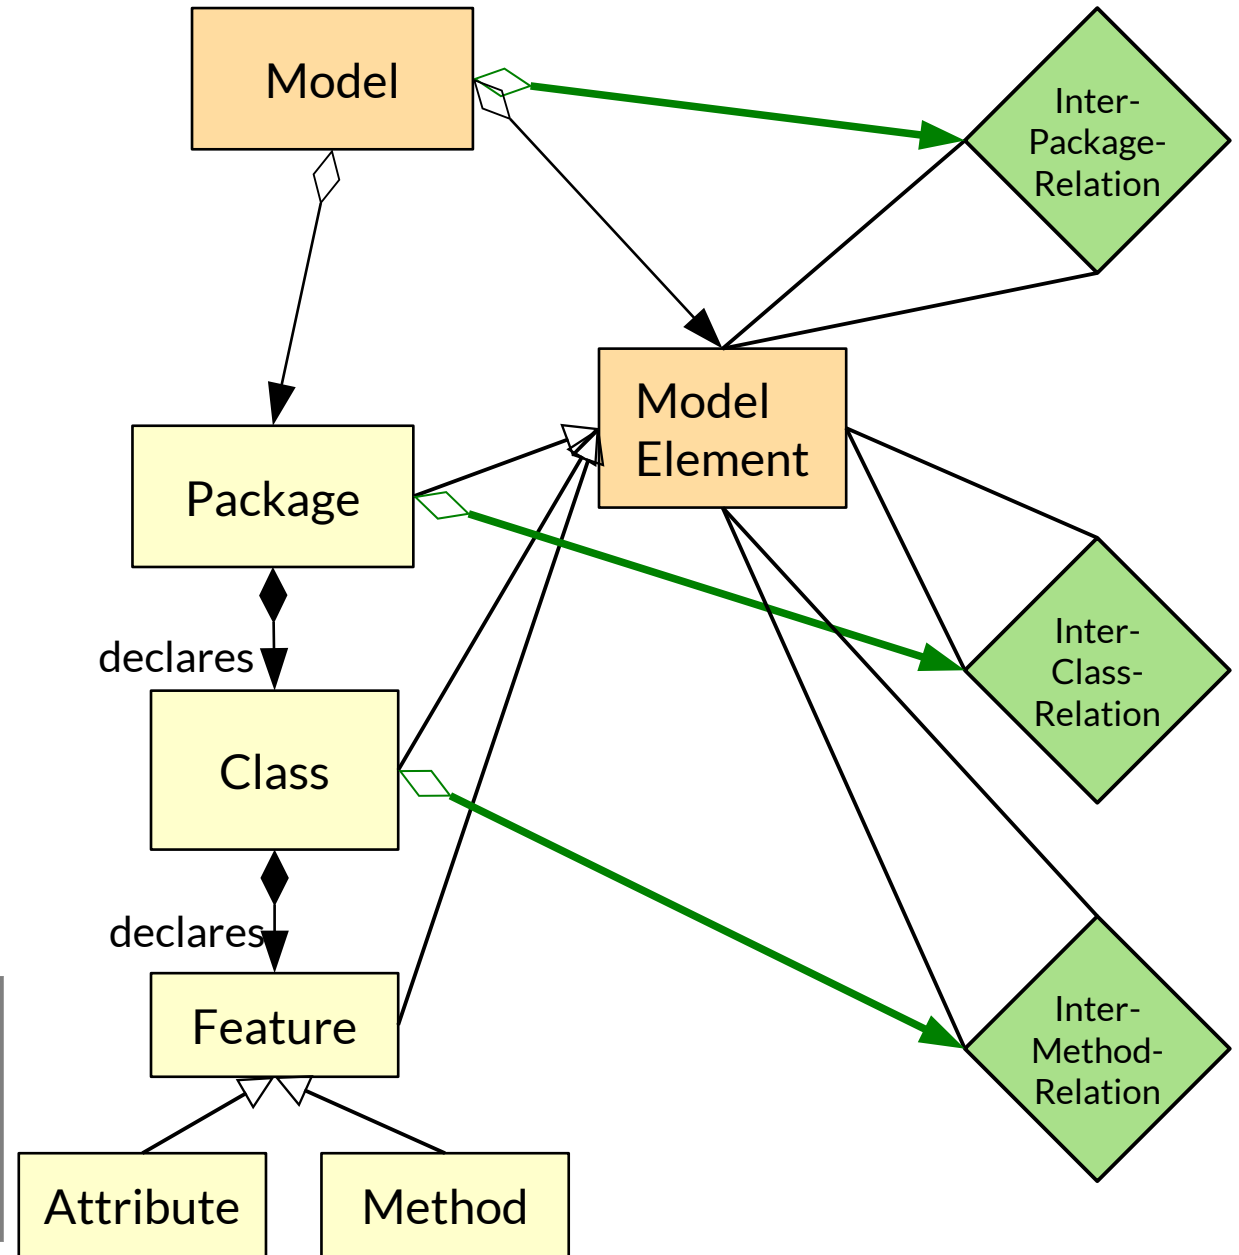 Model
Inter-
Package-
Relation
Model
Element
Package
declares
Inter-
Class-
Relation
Class
declares
Feature
Inter-
Method-
Relation
Attribute
Method